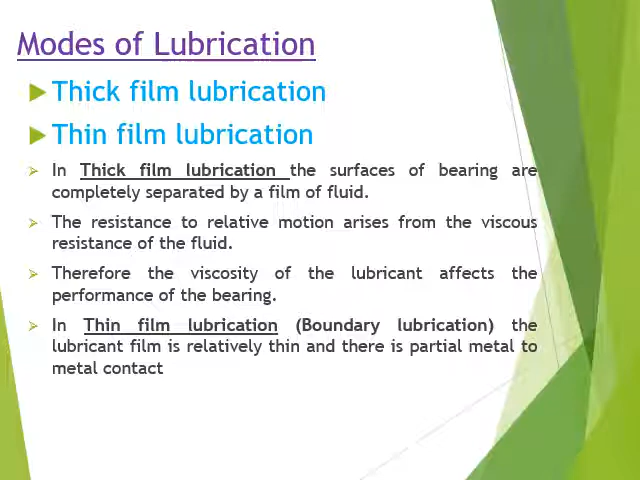 Modes of Lubrication
Thick film lubrication
Thin film lubrication
In Thick film lubrication the surfaces of bearing are
completely separated by a film of fluid.
The resistance to relative motion arises from the viscous
resistance of the fluid.
Therefore the viscosity of the lubricant affects the
performance of the bearing.
In Thin film lubrication (Boundary lubrication) the
lubricant film is relatively thin and there is partial metal to
metal contact